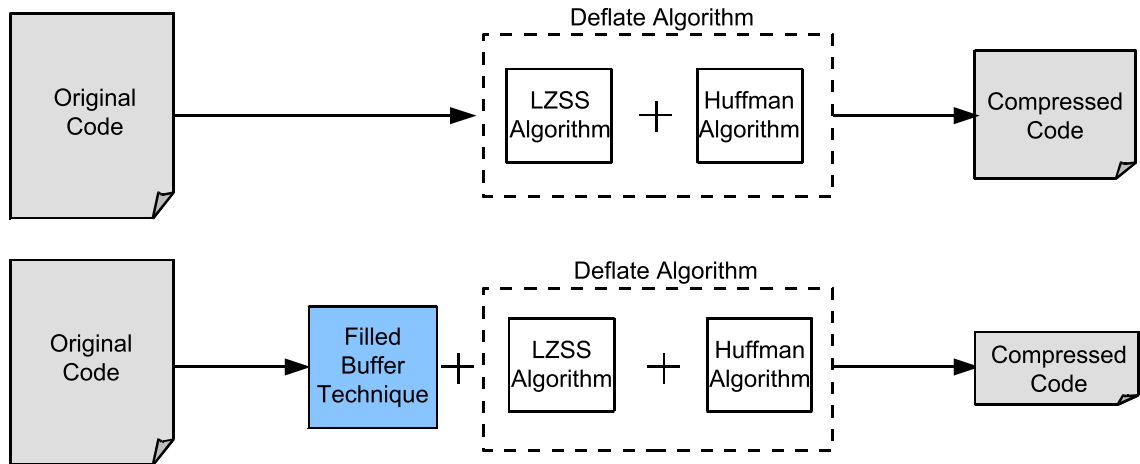 Deflate Algorithm
Original
Code
LZSS
Algorithm
+
Huffman
Algorithm
Compressed
Code
Deflate Algorithm
Original
Code
Filled
Buffer
Technique
+
LZSS
Algorithm
+
Huffman
Algorithm
Compressed
Code